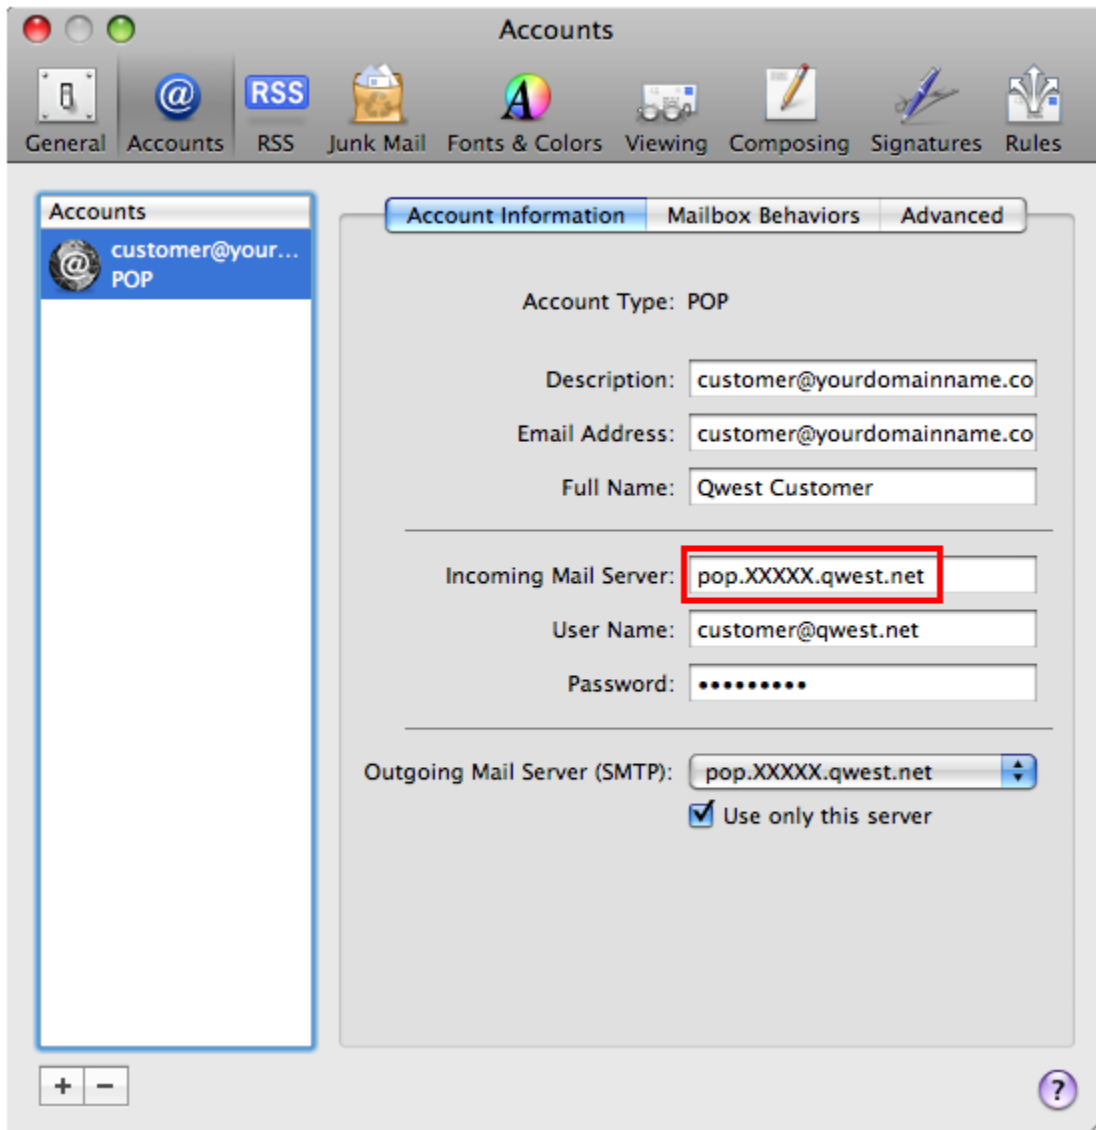 Accounts
RSS
General Accounts RSS Junk Mail Fonts & Colors Viewing Composing Signatures Rules
Accounts
customer@your...
POP
Account Information Mailbox Behaviors Advanced
Account Type: POP
Description: customer@yourdomainname.co
Email Address: customer@yourdomainname.co
Full Name: Qwest Customer
Incoming Mail Server: pop.XXXXX.qwest.net
User Name: customer@qwest.net
Password: •••••••••
Outgoing Mail Server (SMTP): pop.XXXXX.qwest.net
Use only this server